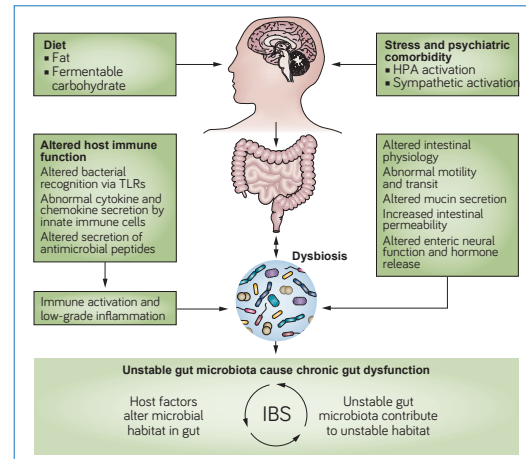 Diet
▪ Fat
▪ Fermentable
carbohydrate
Stress and psychiatric
comorbidity
▪ HPA activation
▪ Sympathetic activation
Altered host immune
function
Altered bacterial
recognition via TLRs
Abnormal cytokine and
chemokine secretion by
innate immune cells
Altered secretion of
antimicrobial peptides
Altered intestinal
physiology
Abnormal motility
and transit
Altered mucin secretion
Increased intestinal
permeability
Altered enteric neural
function and hormone
release
Dysbiosis
Immune activation and
low-grade inflammation
Unstable gut microbiota cause chronic gut dysfunction
Host factors
alter microbial
habitat in gut
IBS
Unstable gut
microbiota contribute
to unstable habitat